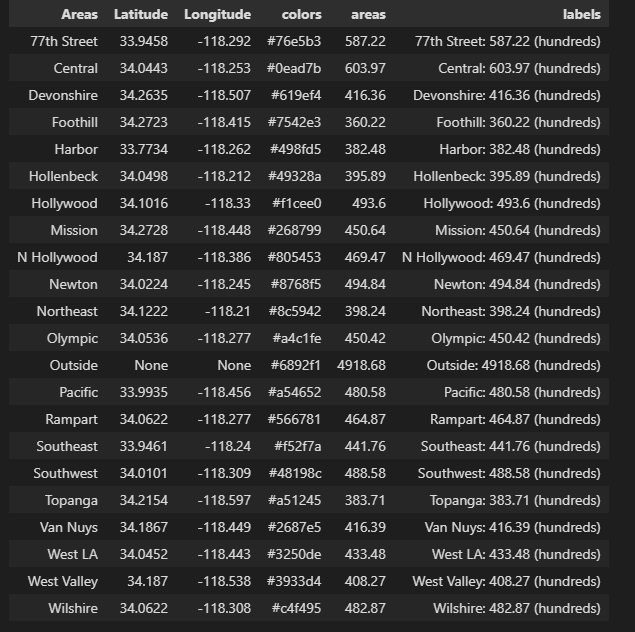 Areas Latitude Longitude colors areas labels
77th Street 33.9458 -118.292 #76e5b3 587.22 77th Street: 587.22 (hundreds)
Central 34.0443 -118.253 #0ead7b 603.97 Central: 603.97 (hundreds)
Devonshire 34.2635 -118.507 #619ef4 416.36 Devonshire: 416.36 (hundreds)
Foothill 34.2723 -118.415 #7542e3 360.22 Foothill: 360.22 (hundreds)
Harbor 33.7734 -118.262 #498fd5 382.48 Harbor: 382.48 (hundreds)
Hollenbeck 34.0498 -118.212 #49328a 395.89 Hollenbeck: 395.89 (hundreds)
Hollywood 34.1016 -118.33 #f1cee0 493.6 Hollywood: 493.6 (hundreds)
Mission 34.2728 -118.448 #268799 450.64 Mission: 450.64 (hundreds)
N Hollywood 34.187 -118.386 #805453 469.47 N Hollywood: 469.47 (hundreds)
Newton 34.0224 -118.245 #8768f5 494.84 Newton: 494.84 (hundreds)
Northeast 34.1222 -118.21 #8c5942 398.24 Northeast: 398.24 (hundreds)
Olympic 34.0536 -118.277 #a4c1fe 450.42 Olympic: 450.42 (hundreds)
Outside None None #6892f1 4918.68 Outside: 4918.68 (hundreds)
Pacific 33.9935 -118.456 #a54652 480.58 Pacific: 480.58 (hundreds)
Rampart 34.0622 -118.277 #566781 464.87 Rampart: 464.87 (hundreds)
Southeast 33.9461 -118.24 #f52f7a 441.76 Southeast: 441.76 (hundreds)
Southwest 34.0101 -118.309 #48198c 488.58 Southwest: 488.58 (hundreds)
Topanga 34.2154 -118.597 #a51245 383.71 Topanga: 383.71 (hundreds)
Van Nuys 34.1867 -118.449 #2687e5 416.39 Van Nuys: 416.39 (hundreds)
West LA 34.0452 -118.443 #3250de 433.48 West LA: 433.48 (hundreds)
West Valley 34.187 -118.538 #3933d4 408.27 West Valley: 408.27 (hundreds)
Wilshire 34.0622 -118.308 #c4f495 482.87 Wilshire: 482.87 (hundreds)